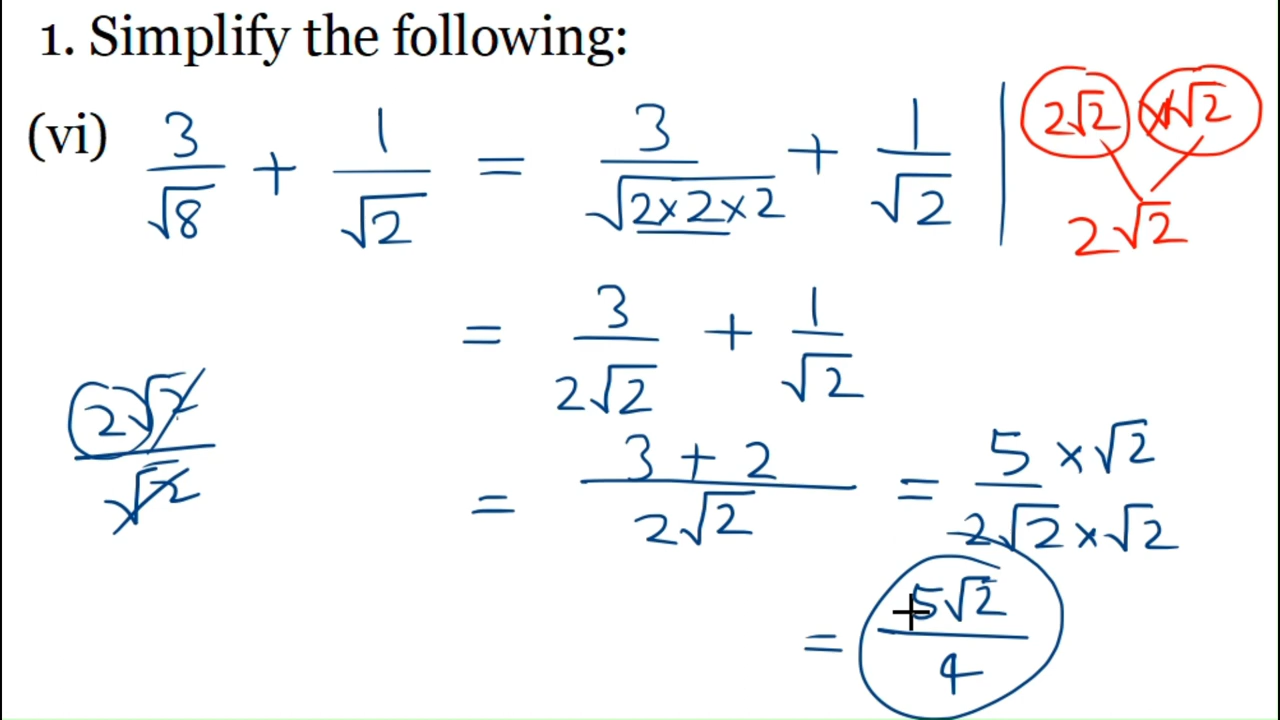 1. Simplify the following:
(vi) 3/√8 + 1/√2 = 3/√(2×2×2) + 1/√2
2√2 ×√2
2√2
= 3/(2√2) + 1/√2
2√2/√2
= (3 + 2)/(2√2) = (5 ×√2)/(2√2 ×√2)
= 5√2/4